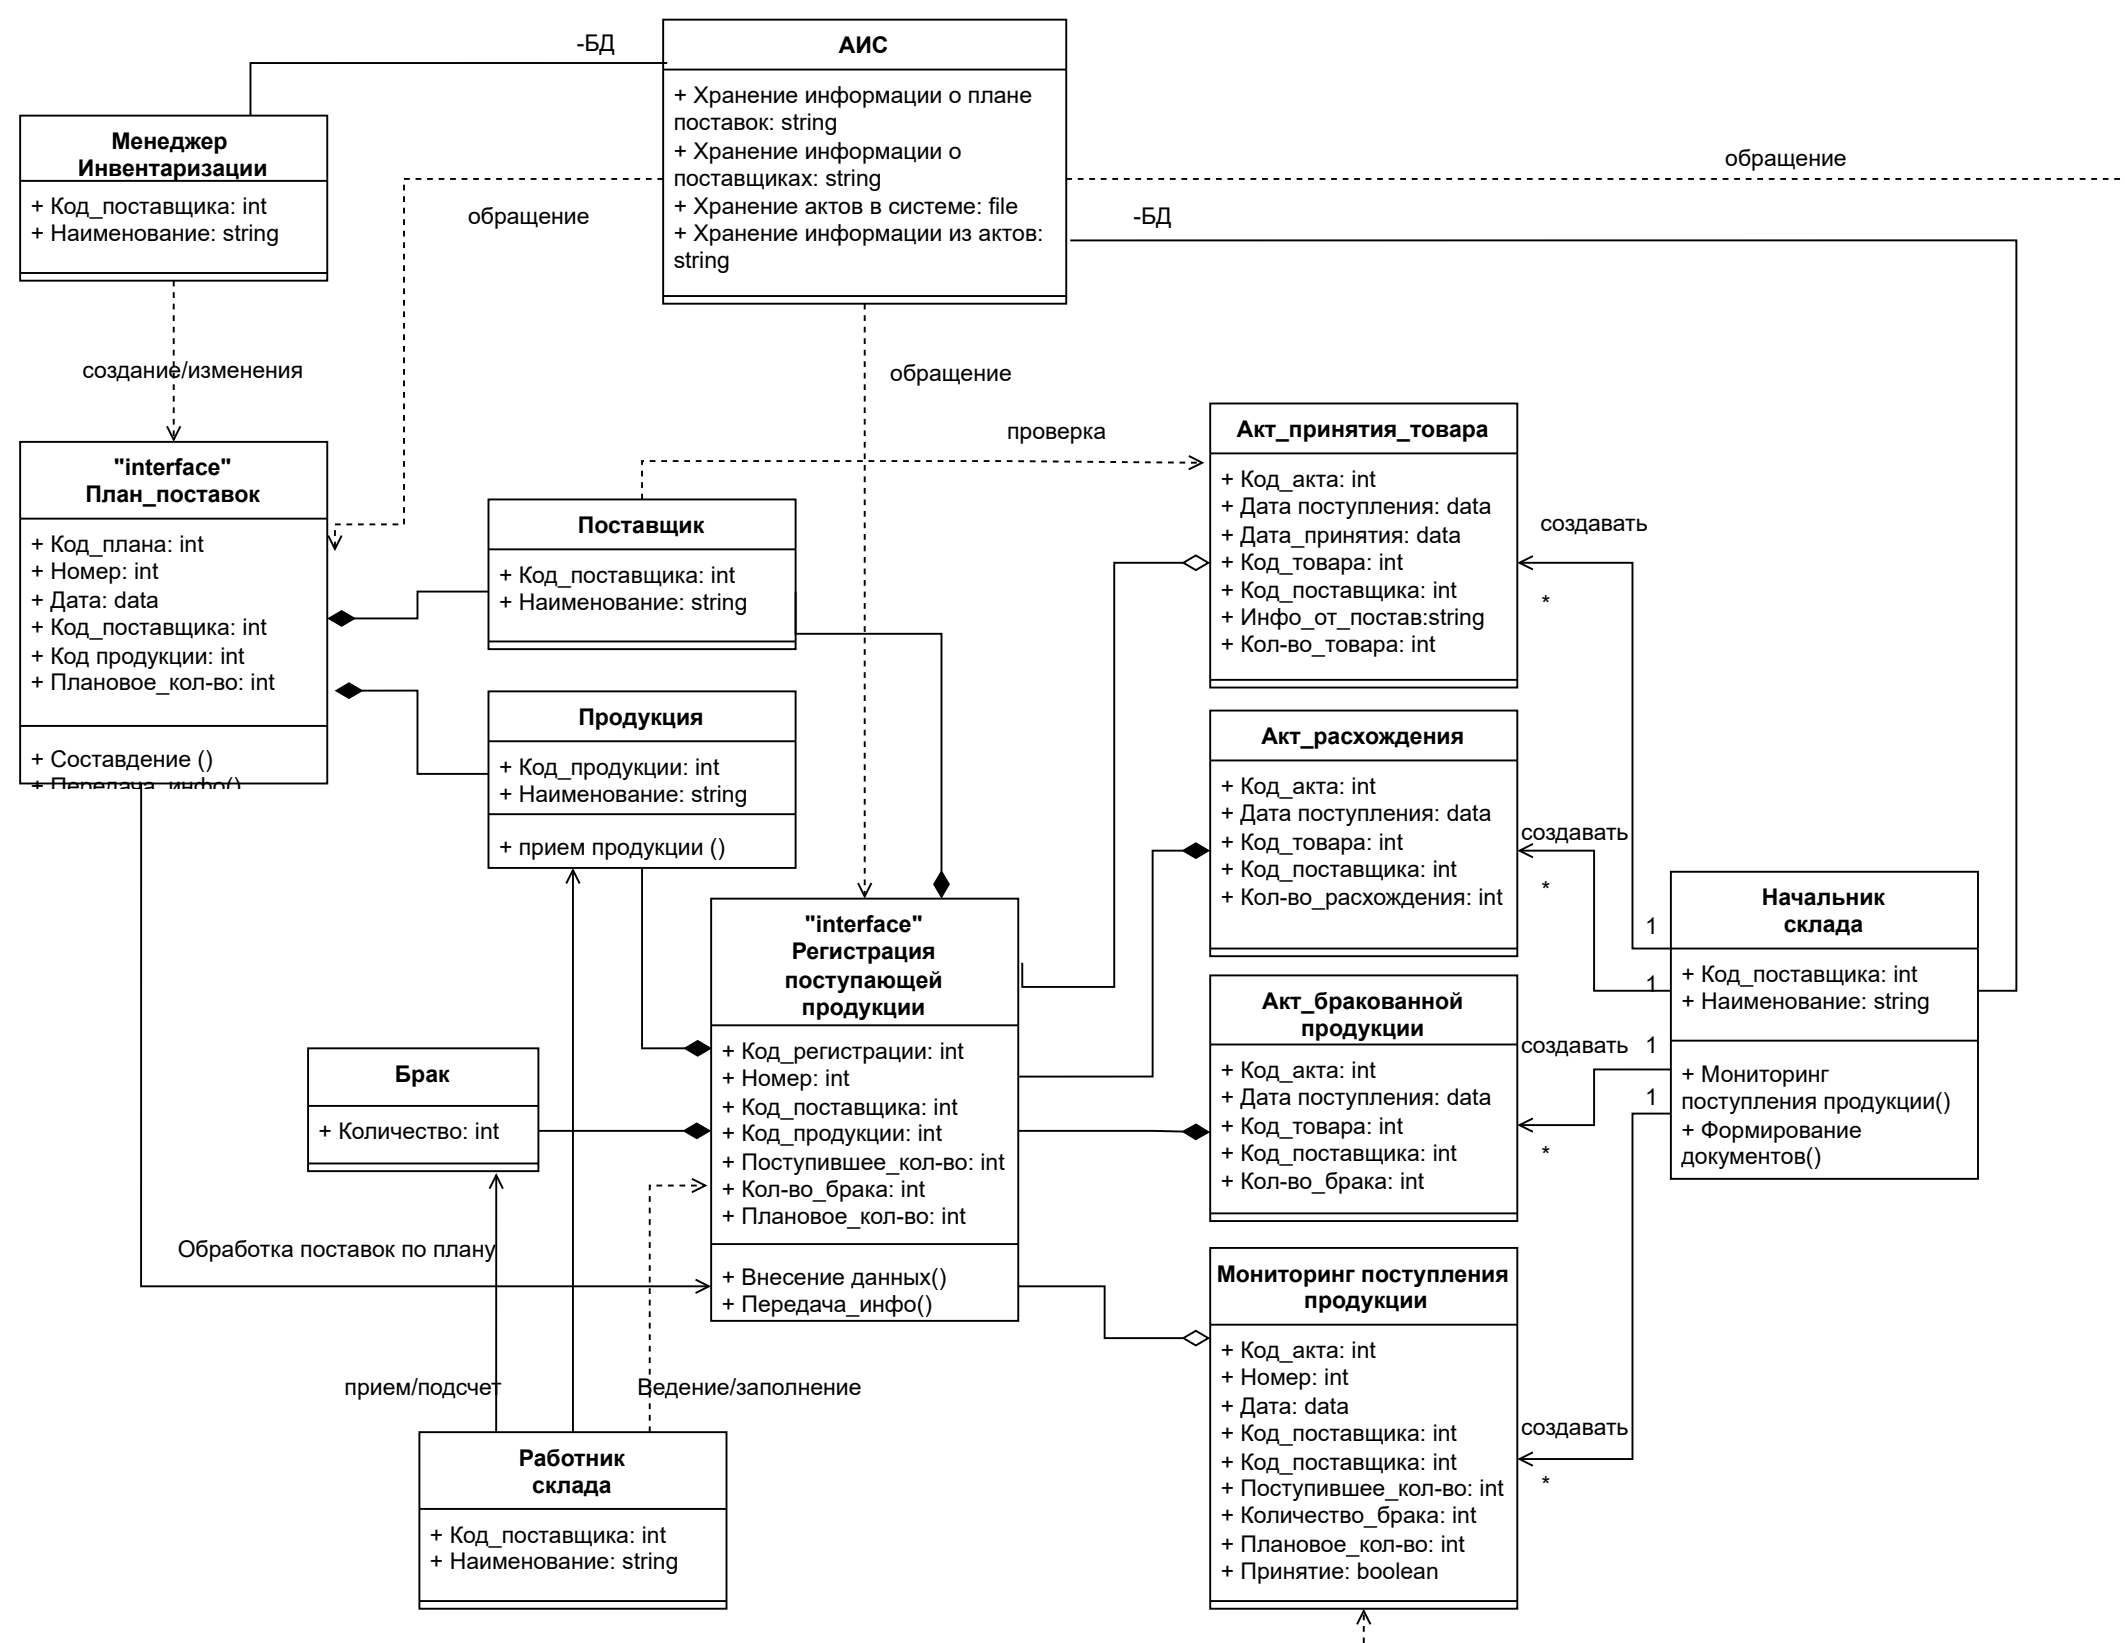 -БД
АИС
+ Хранение информации о плане
поставок: string
+ Хранение информации о
поставщиках: string
+ Хранение актов в системе: file
+ Хранение информации из актов:
string
Менеджер
Инвентаризации
+ Код_поставщика: int
+ Наименование: string
обращение
обращение
-БД
создание/изменения
обращение
проверка
"interface"
План_поставок
+ Код_плана: int
+ Номер: int
+ Дата: data
+ Код_поставщика: int
+ Код продукции: int
+ Плановое_кол-во: int
+ Составдение ()
+ Передача_инфо()
Поставщик
+ Код_поставщика: int
+ Наименование: string
Продукция
+ Код_продукции: int
+ Наименование: string
+ прием продукции ()
Акт_принятия_товара
+ Код_акта: int
+ Дата поступления: data
+ Дата_принятия: data
+ Код_товара: int
+ Код_поставщика: int
+ Инфо_от_постав:string
+ Кол-во_товара: int
создавать
*
Акт_расхождения
+ Код_акта: int
+ Дата поступления: data
+ Код_товара: int
+ Код_поставщика: int
+ Кол-во_расхождения: int
создавать
*
1
1
Начальник
склада
+ Код_поставщика: int
+ Наименование: string
+ Мониторинг
поступления продукции()
+ Формирование
документов()
"interface"
Регистрация
поступающей
продукции
+ Код_регистрации: int
+ Номер: int
+ Код_поставщика: int
+ Код_продукции: int
+ Поступившее_кол-во: int
+ Кол-во_брака: int
+ Плановое_кол-во: int
+ Внесение данных()
+ Передача_инфо()
Акт_бракованной
продукции
+ Код_акта: int
+ Дата поступления: data
+ Код_товара: int
+ Код_поставщика: int
+ Кол-во_брака: int
создавать
1
1
*
Брак
+ Количество: int
Обработка поставок по плану
прием/подсчет
Ведение/заполнение
Мониторинг поступления
продукции
+ Код_акта: int
+ Номер: int
+ Дата: data
+ Код_поставщика: int
+ Код_поставщика: int
+ Поступившее_кол-во: int
+ Количество_брака: int
+ Плановое_кол-во: int
+ Принятие: boolean
создавать
*
Работник
склада
+ Код_поставщика: int
+ Наименование: string